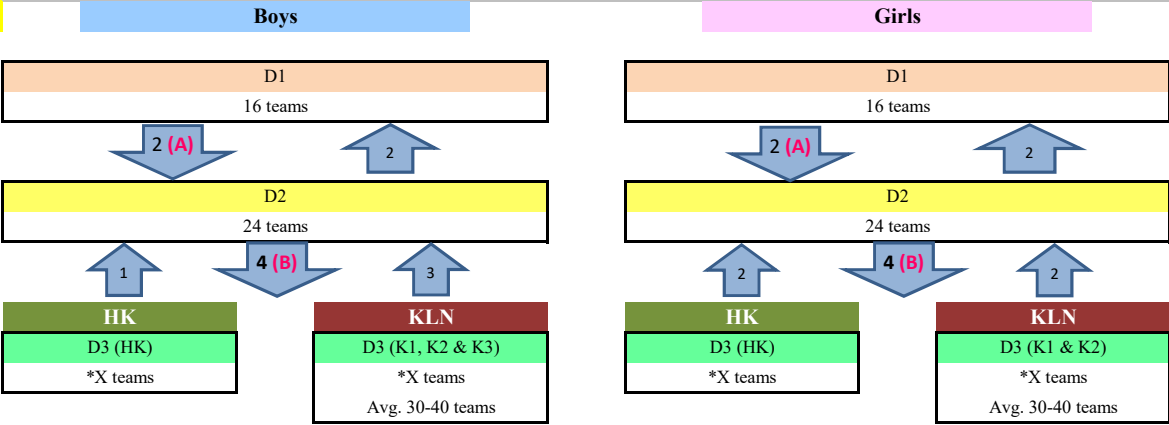 Boys
Girls
D1
16 teams
D1
16 teams
2 (A)
2
2 (A)
2
D2
24 teams
D2
24 teams
1
4 (B)
3
2
4 (B)
2
HK
KLN
HK
KLN
D3 (HK)
*X teams
D3 (K1, K2 & K3)
*X teams
Avg. 30-40 teams
D3 (HK)
*X teams
D3 (K1 & K2)
*X teams
Avg. 30-40 teams